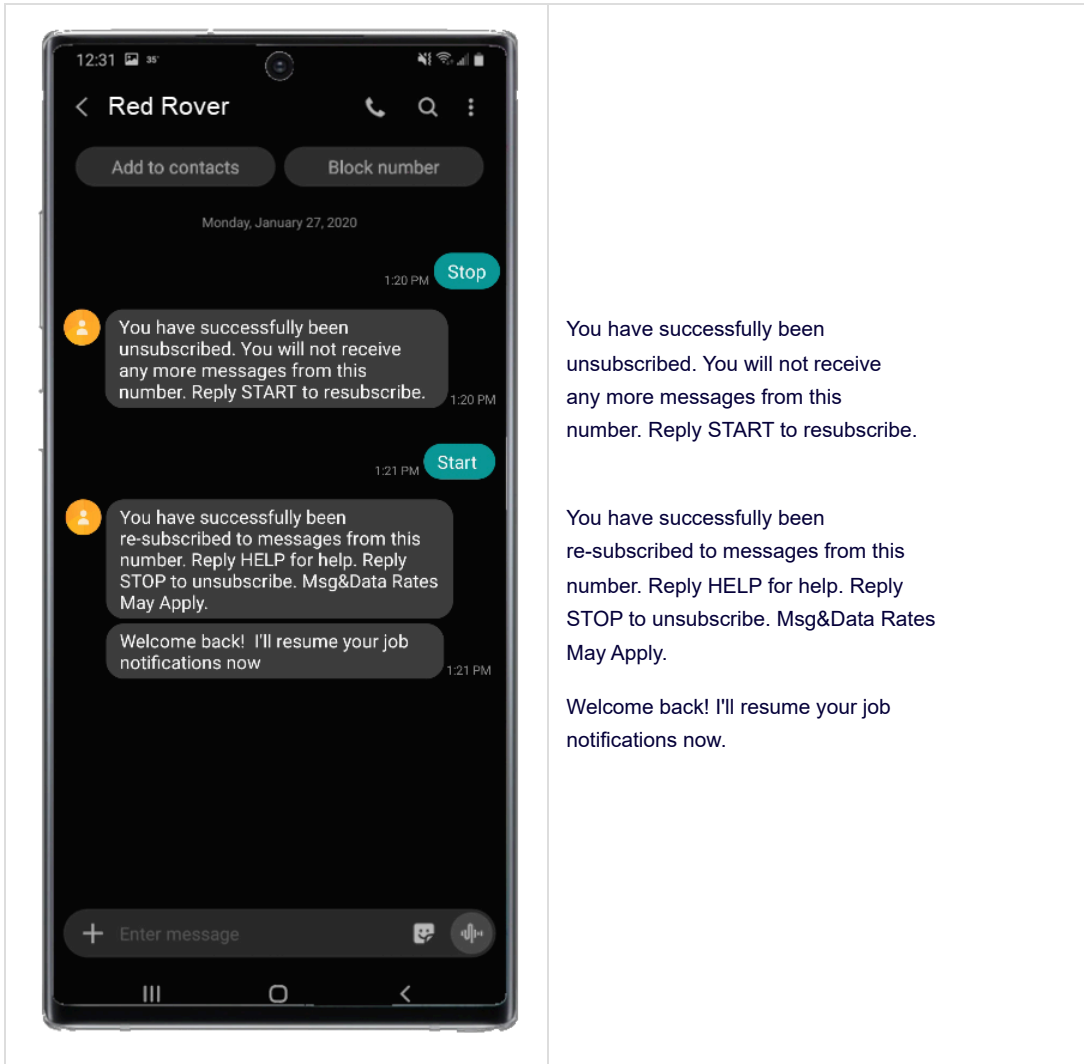 12:31 35°
Red Rover
Add to contacts Block number
Monday, January 27, 2020
1:20 PM Stop
You have successfully been
unsubscribed. You will not receive
any more messages from this
number. Reply START to resubscribe.
1:20 PM
1:21 PM Start
You have successfully been
re-subscribed to messages from this
number. Reply HELP for help. Reply
STOP to unsubscribe. Msg&Data Rates
May Apply.
Welcome back!  I'll resume your job
notifications now
1:21 PM
Enter message
You have successfully been
unsubscribed. You will not receive
any more messages from this
number. Reply START to resubscribe.
You have successfully been
re-subscribed to messages from this
number. Reply HELP for help. Reply
STOP to unsubscribe. Msg&Data Rates
May Apply.
Welcome back! I'll resume your job
notifications now.